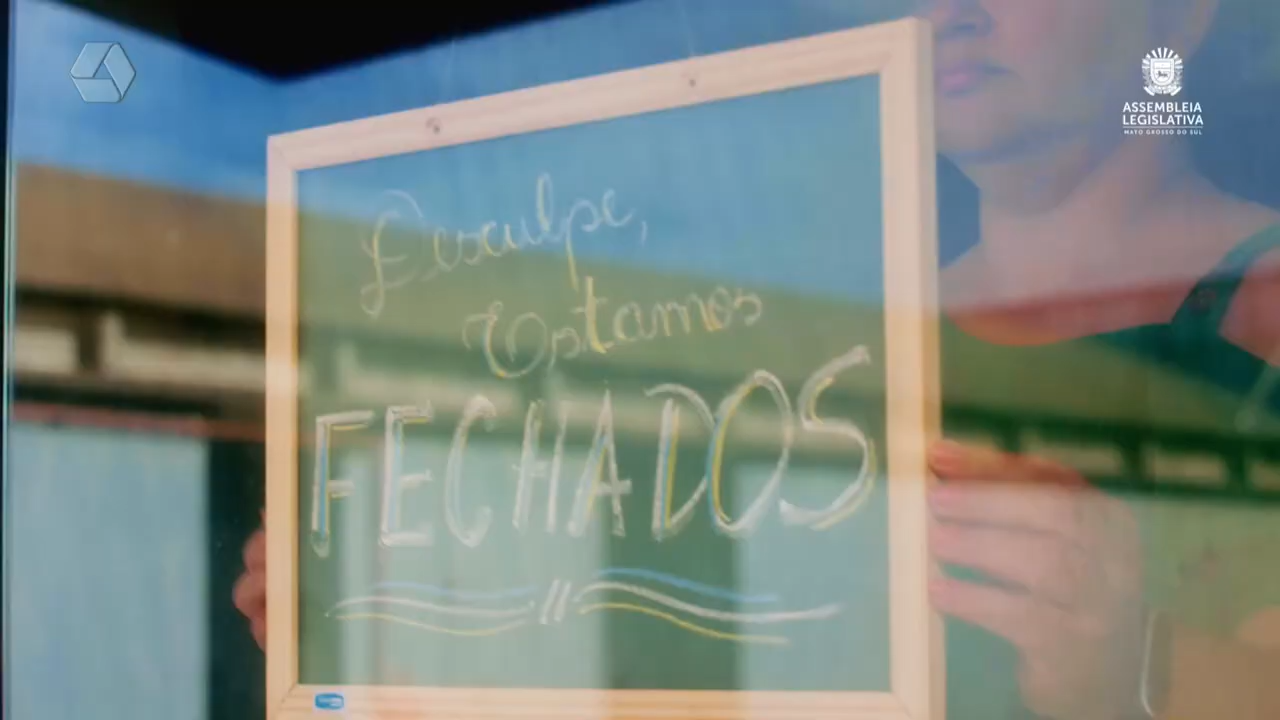 ASSEMBLEIA
LEGISLATIVA
MATO GROSSO DO SUL
Desculpe,
Estamos
FECHADOS